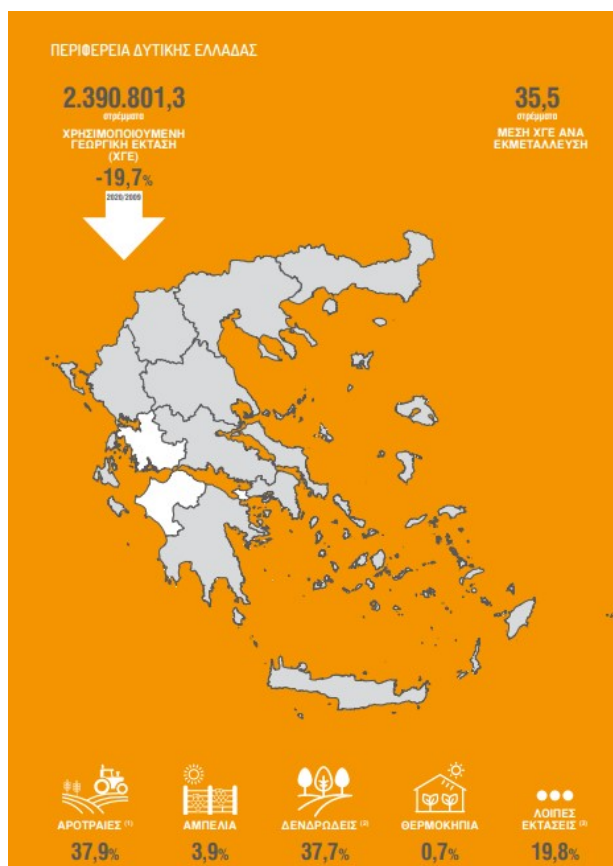 ΠΕΡΙΦΕΡΕΙΑ ΔΥΤΙΚΗΣ ΕΛΛΑΔΑΣ
2.390.801,3
στρέμματα
ΧΡΗΣΙΜΟΠΟΙΟΥΜΕΝΗ
ΓΕΩΡΓΙΚΗ ΕΚΤΑΣΗ
(ΧΓΕ)
-19,7%
2020/2009
35,5
στρέμματα
ΜΕΣΗ ΧΓΕ ΑΝΑ
ΕΚΜΕΤΑΛΛΕΥΣΗ
ΑΡΟΤΡΑΙΕΣ (1)
37,9%
ΑΜΠΕΛΙΑ
3,9%
ΔΕΝΔΡΩΔΕΙΣ (2)
37,7%
ΘΕΡΜΟΚΗΠΙΑ
0,7%
ΛΟΙΠΕΣ
ΕΚΤΑΣΕΙΣ (3)
19,8%